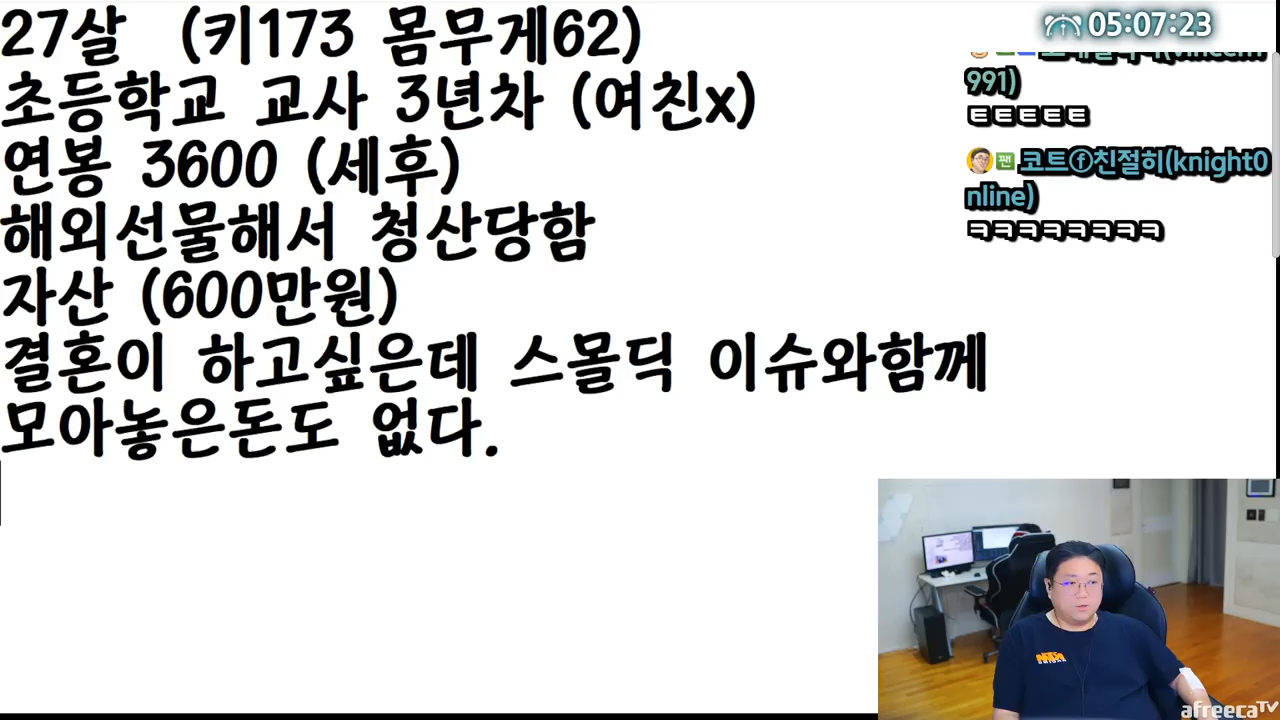 27살 (키173 몸무게62)
초등학교 교사 3년차 (여친x)
연봉 3600 (세후)
해외선물해서 청산당함
자산 (600만원)
결혼이 하고싶은데 스몰딕 이슈와함께
모아놓은돈도 없다.
05:07:23
991)
ㅌㅌㅌㅌㅌ
팬 코트ⓕ친절히(knight0
nline)
ㅋㅋㅋㅋㅋㅋㅋㅋ
afreecaTV